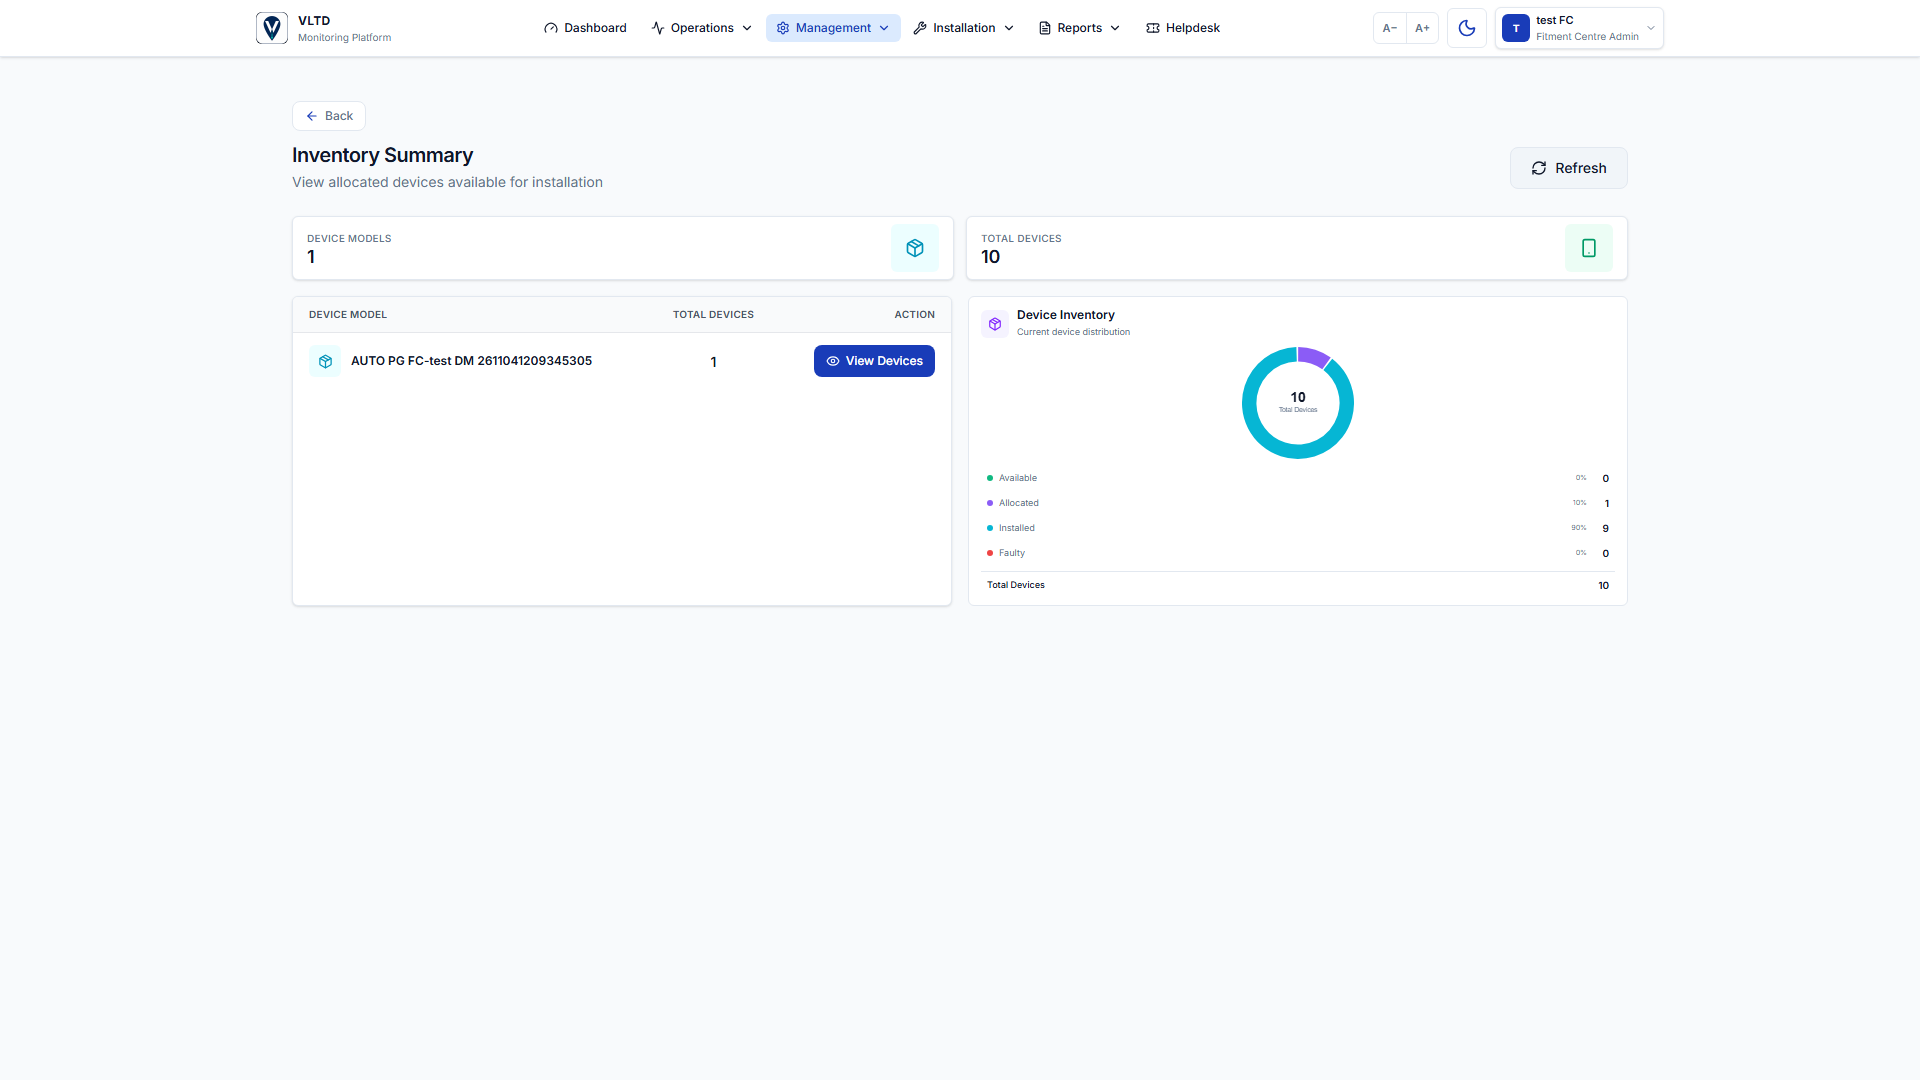 VLTD
Monitoring Platform
Dashboard
Operations
Management
Installation
Reports
Helpdesk
A−
A+
T
test FC
Fitment Centre Admin
Back
Inventory Summary
View allocated devices available for installation
Refresh
DEVICE MODELS
1
TOTAL DEVICES
10
DEVICE MODEL TOTAL DEVICES ACTION
AUTO PG FC-test DM 2611041209345305 1 View Devices
Device Inventory
Current device distribution
10
Total Devices
Available 0% 0
Allocated 10% 1
Installed 90% 9
Faulty 0% 0
Total Devices 10